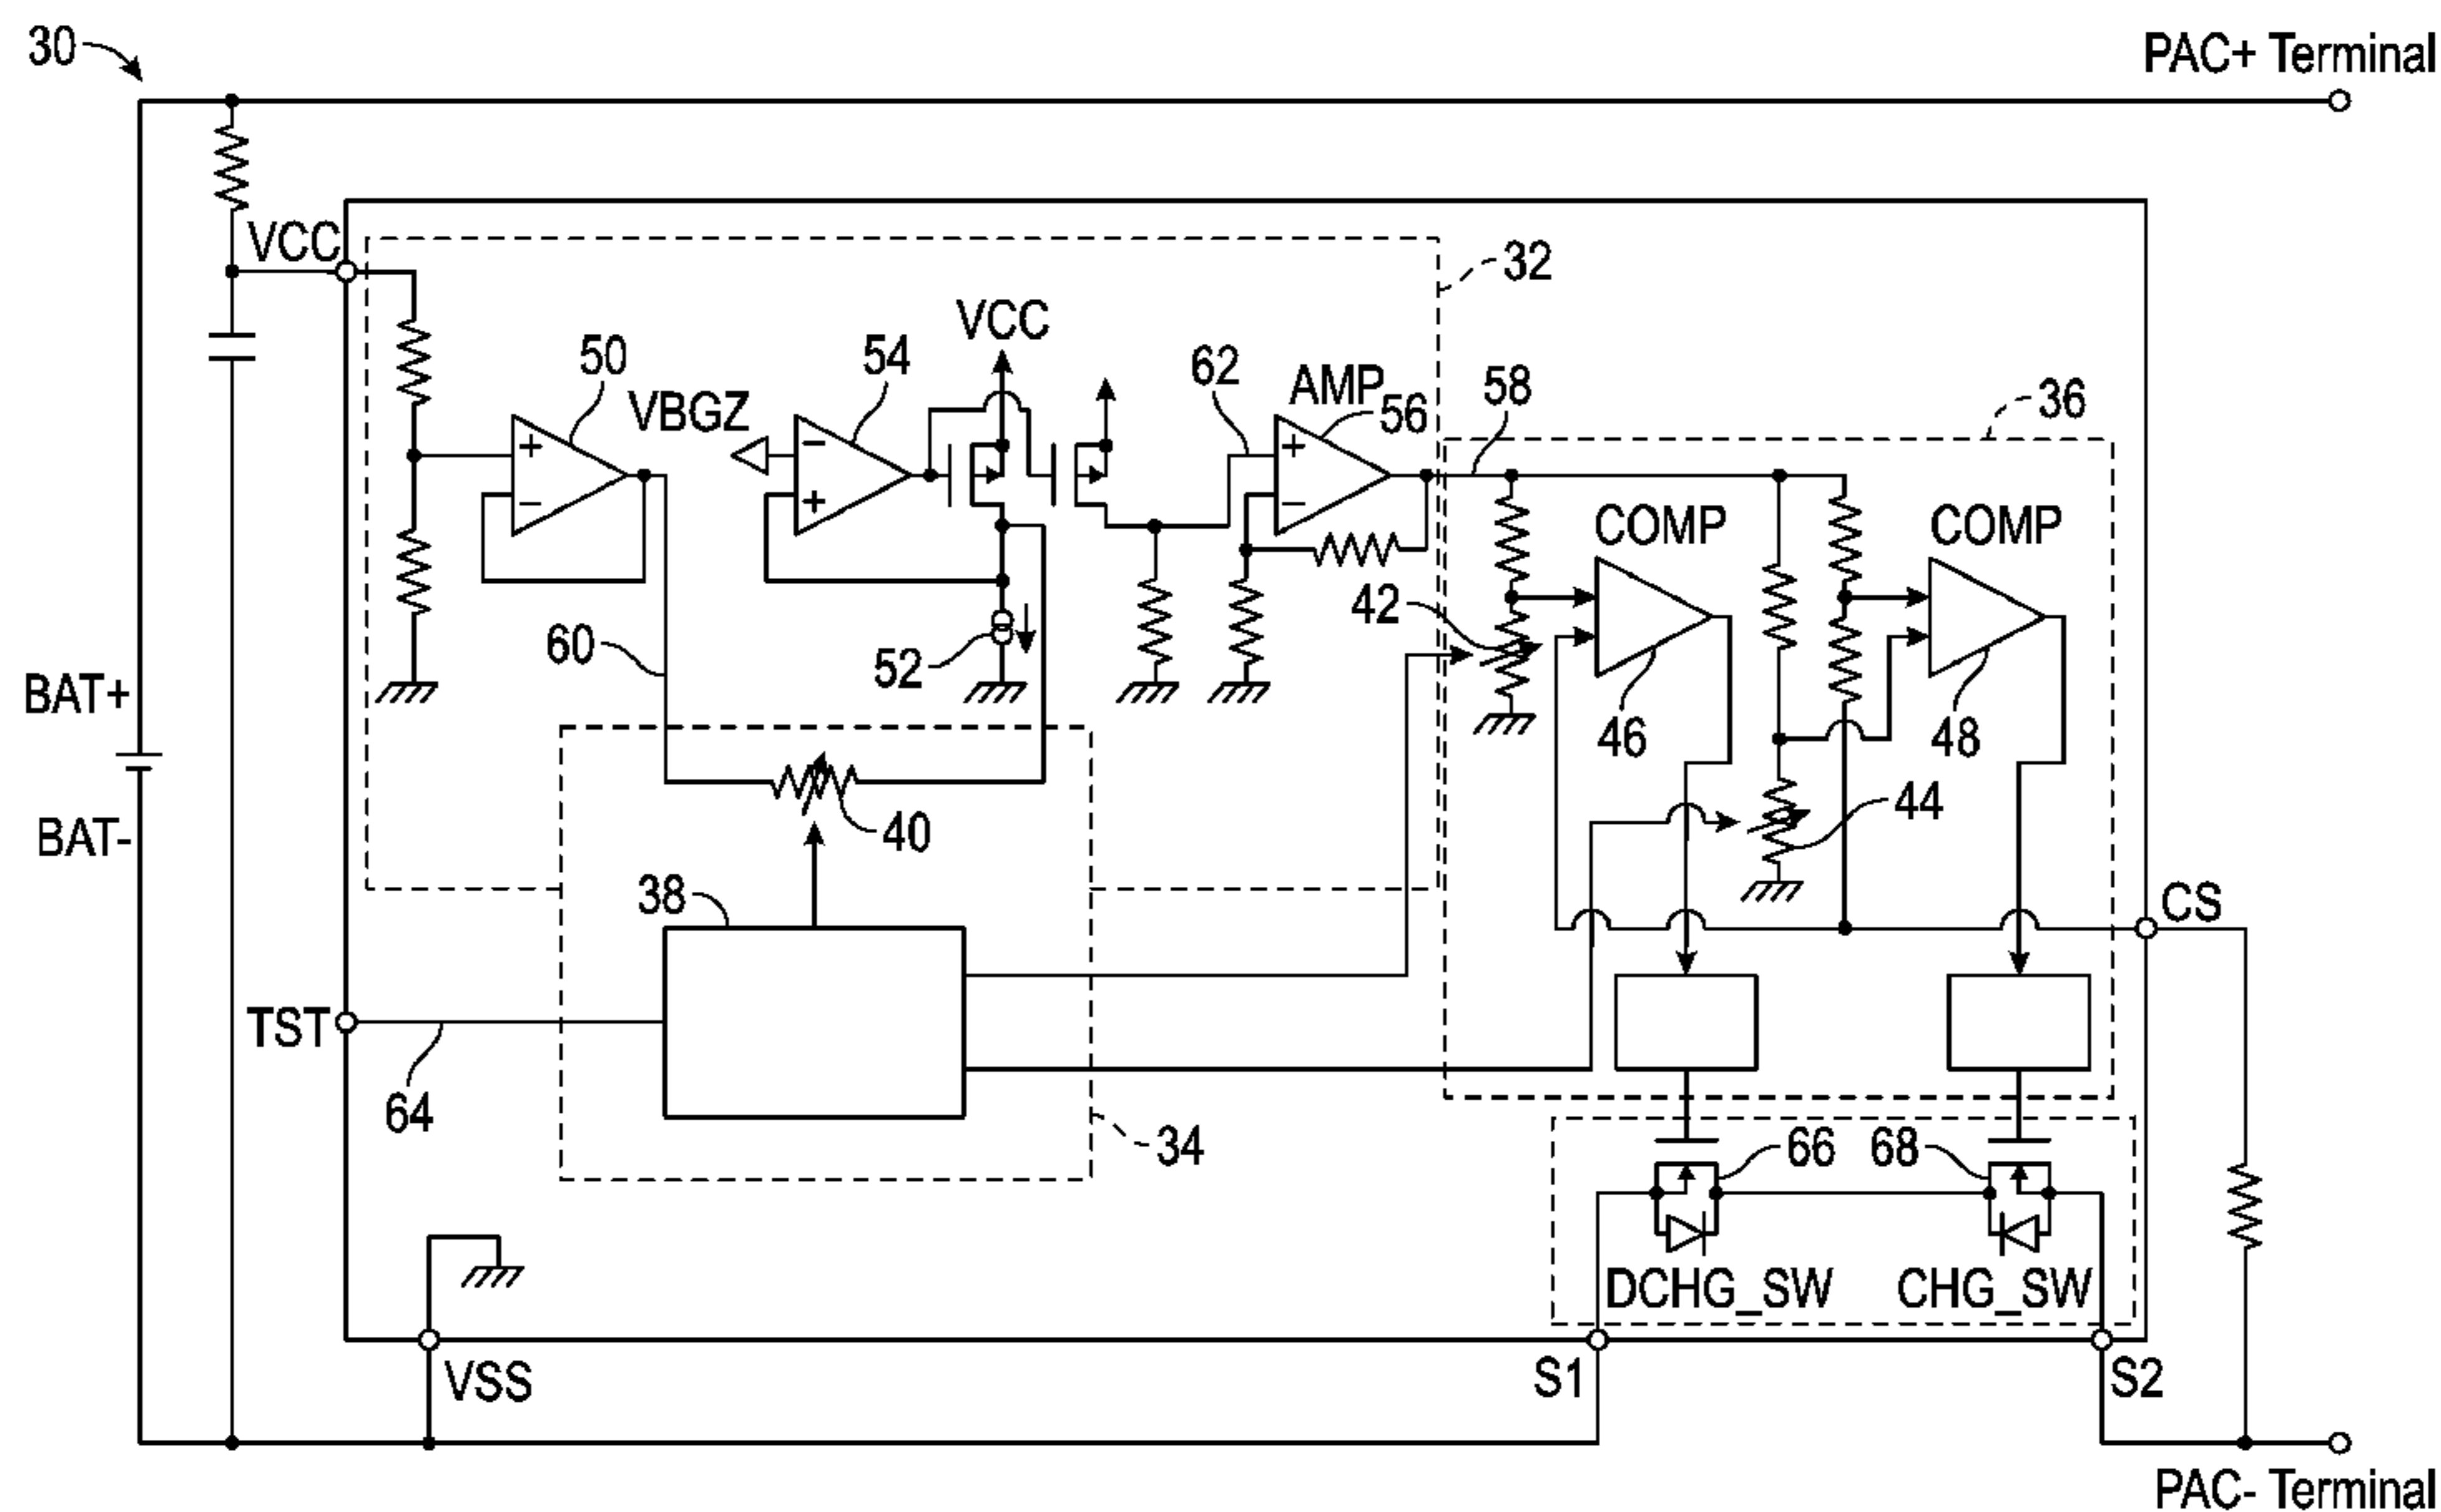 30
PAC+ Terminal
VCC
32
VCC
50
54
62
AMP
58
VBGZ
56
36
COMP
COMP
42
60
52
BAT+
46
48
40
44
BAT-
38
CS
TST
64
34
66
68
DCHG_SW
CHG_SW
VSS
S1
S2
PAC- Terminal
+
-
-
+
+
-